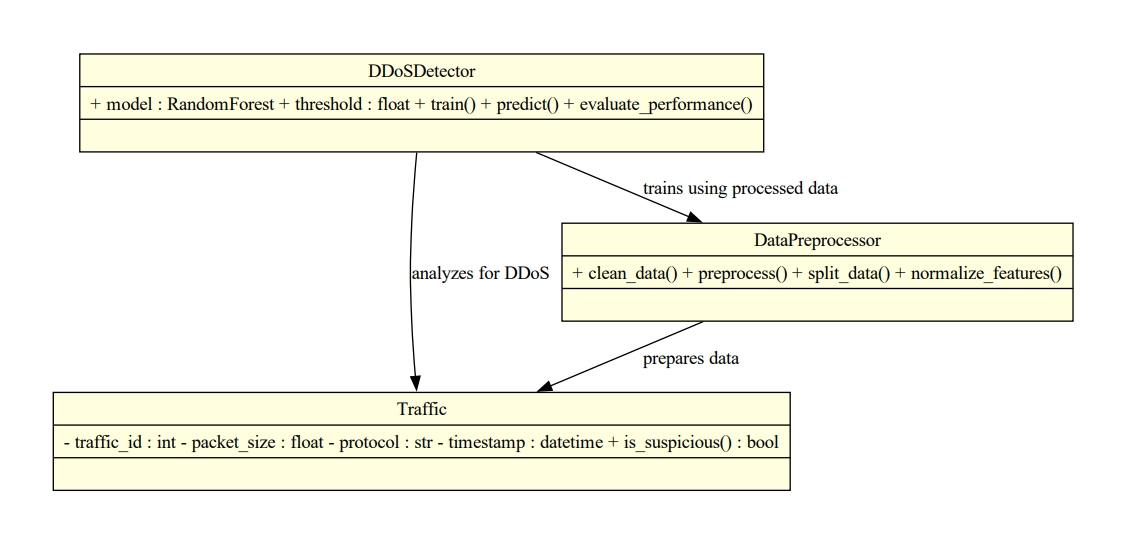 DDoSDetector
+ model : RandomForest + threshold : float + train() + predict() + evaluate_performance()
trains using processed data
DataPreprocessor
+ clean_data() + preprocess() + split_data() + normalize_features()
analyzes for DDoS
prepares data
Traffic
- traffic_id : int - packet_size : float - protocol : str - timestamp : datetime + is_suspicious() : bool